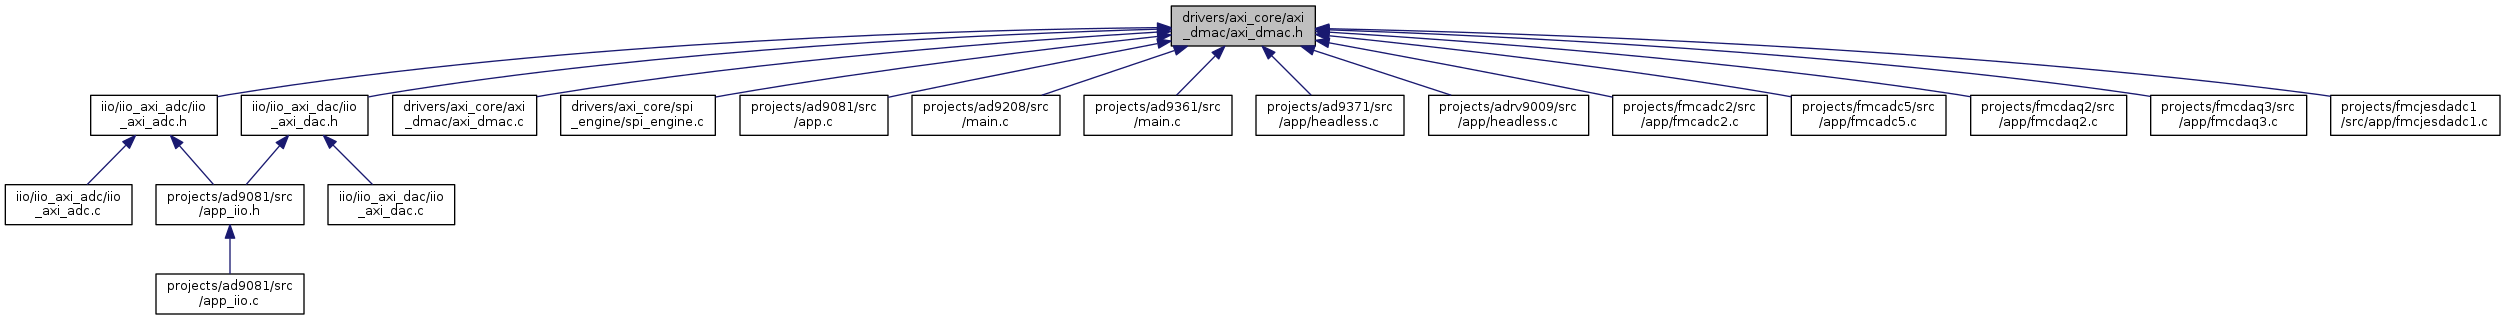 drivers/axi_core/axi
_dmac/axi_dmac.h
iio/iio_axi_adc/iio
_axi_adc.h
iio/iio_axi_dac/iio
_axi_dac.h
drivers/axi_core/axi
_dmac/axi_dmac.c
drivers/axi_core/spi
_engine/spi_engine.c
projects/ad9081/src
/app.c
projects/ad9208/src
/main.c
projects/ad9361/src
/main.c
projects/ad9371/src
/app/headless.c
projects/adrv9009/src
/app/headless.c
projects/fmcadc2/src
/app/fmcadc2.c
projects/fmcadc5/src
/app/fmcadc5.c
projects/fmcdaq2/src
/app/fmcdaq2.c
projects/fmcdaq3/src
/app/fmcdaq3.c
projects/fmcjesdadc1
/src/app/fmcjesdadc1.c
iio/iio_axi_adc/iio
_axi_adc.c
projects/ad9081/src
/app_iio.h
iio/iio_axi_dac/iio
_axi_dac.c
projects/ad9081/src
/app_iio.c